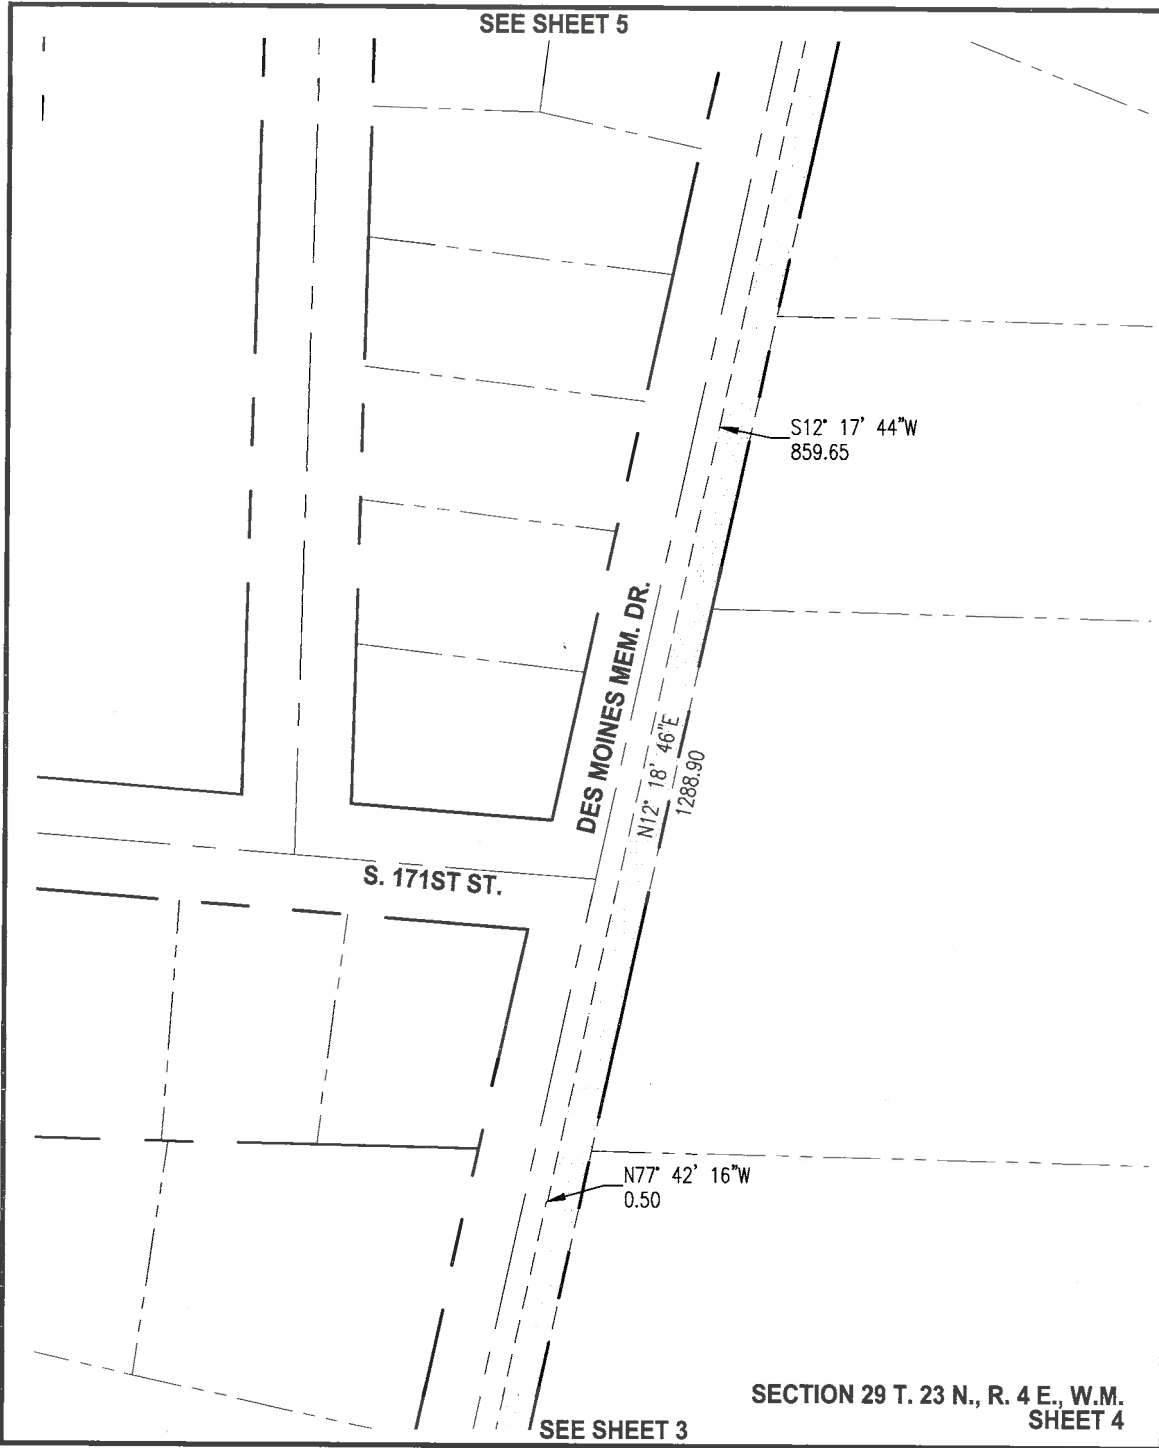 SEE SHEET 5
S12° 17' 44"W
859.65
DES MOINES MEM. DR.
N12° 18' 46"E
1288.90
S. 171ST ST.
N77° 42' 16"W
0.50
SECTION 29 T. 23 N., R. 4 E., W.M.
SHEET 4
SEE SHEET 3